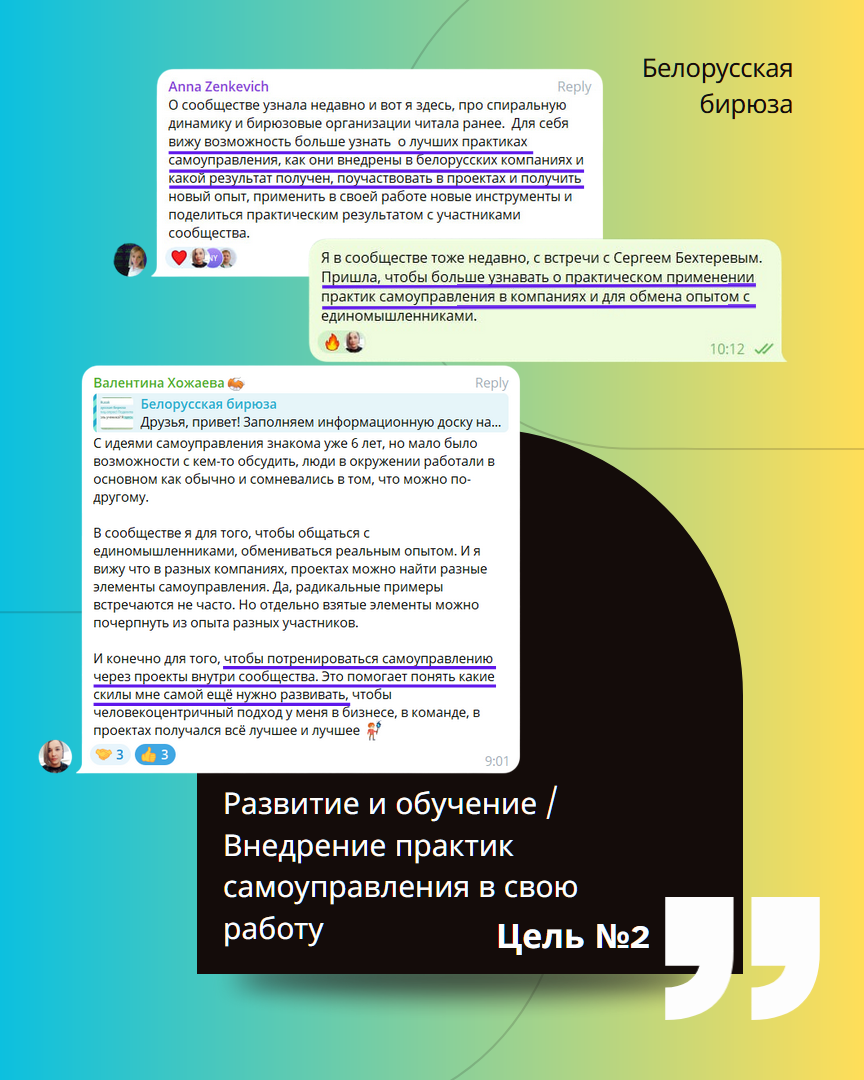 Белорусская
бирюза
Anna Zenkevich
Reply
О сообществе узнала недавно и вот я здесь, про спиральную
динамику и бирюзовые организации читала ранее. Для себя
вижу возможность больше узнать о лучших практиках
самоуправления, как они внедрены в белорусских компаниях и
какой результат получен, поучаствовать в проектах и получить
новый опыт, применить в своей работе новые инструменты и
поделиться практическим результатом с участниками
сообщества.
Я в сообществе тоже недавно, с встречи с Сергеем Бехтеревым.
Пришла, чтобы больше узнавать о практическом применении
практик самоуправления в компаниях и для обмена опытом с
единомышленниками.
10:12
Валентина Хожаева
Reply
Белорусская бирюза
Друзья, привет! Заполняем информационную доску на...
С идеями самоуправления знакома уже 6 лет, но мало было
возможности с кем-то обсудить, люди в окружении работали в
основном как обычно и сомневались в том, что можно по-
другому.
В сообществе я для того, чтобы общаться с
единомышленниками, обмениваться реальным опытом. И я
вижу что в разных компаниях, проектах можно найти разные
элементы самоуправления. Да, радикальные примеры
встречаются не часто. Но отдельно взятые элементы можно
почерпнуть из опыта разных участников.
И конечно для того, чтобы потренироваться самоуправлению
через проекты внутри сообщества. Это помогает понять какие
скилы мне самой ещё нужно развивать, чтобы
человекоцентричный подход у меня в бизнесе, в команде, в
проектах получался всё лучшее и лучшее
3
3
9:01
Развитие и обучение /
Внедрение практик
самоуправления в свою
работу
Цель №2